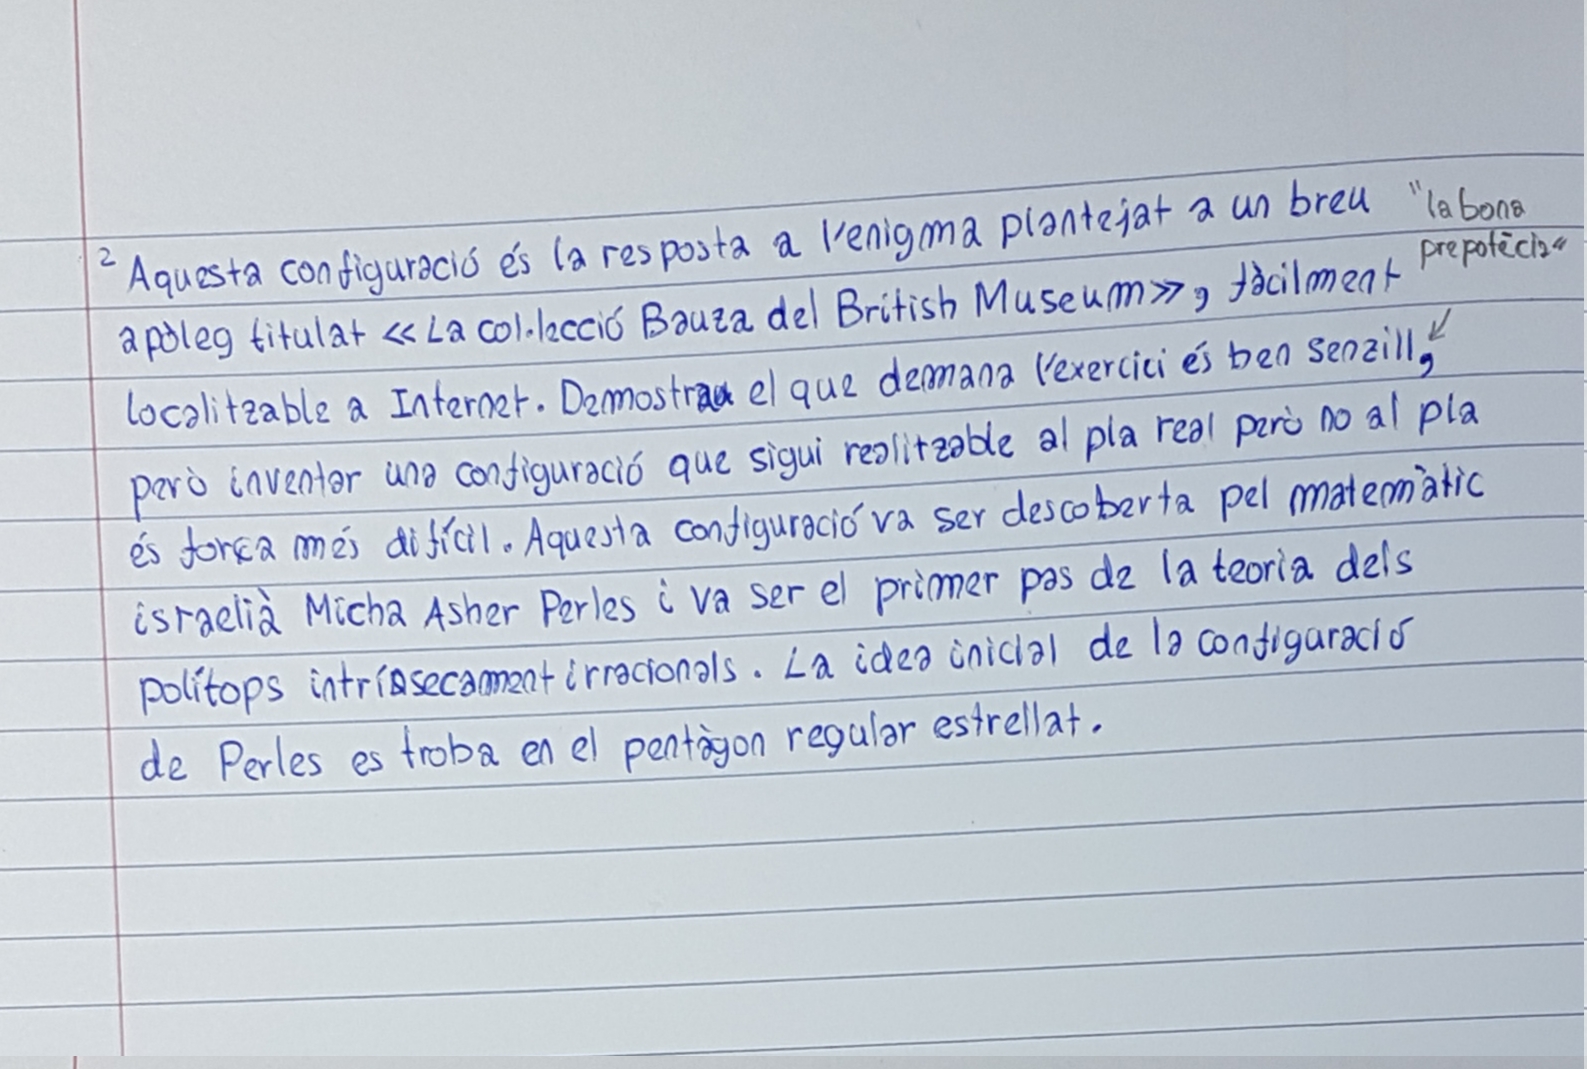 ² Aquesta configuració és la resposta a l'enigma plantejat a un breu
"la bona
prepotècia"
apòleg titulat «La col·lecció Bauza del British Museum», fàcilment
localitzable a Internet. Demostrau el que demana l'exercici és ben senzill,
però inventar una configuració que sigui realitzable al pla real però no al pla
és força més difícil. Aquesta configuració va ser descoberta pel matemàtic
israelià Micha Asher Perles i va ser el primer pas de la teoria dels
polítops intrínsecament irracionals. La idea inicial de la configuració
de Perles es troba en el pentàgon regular estrellat.